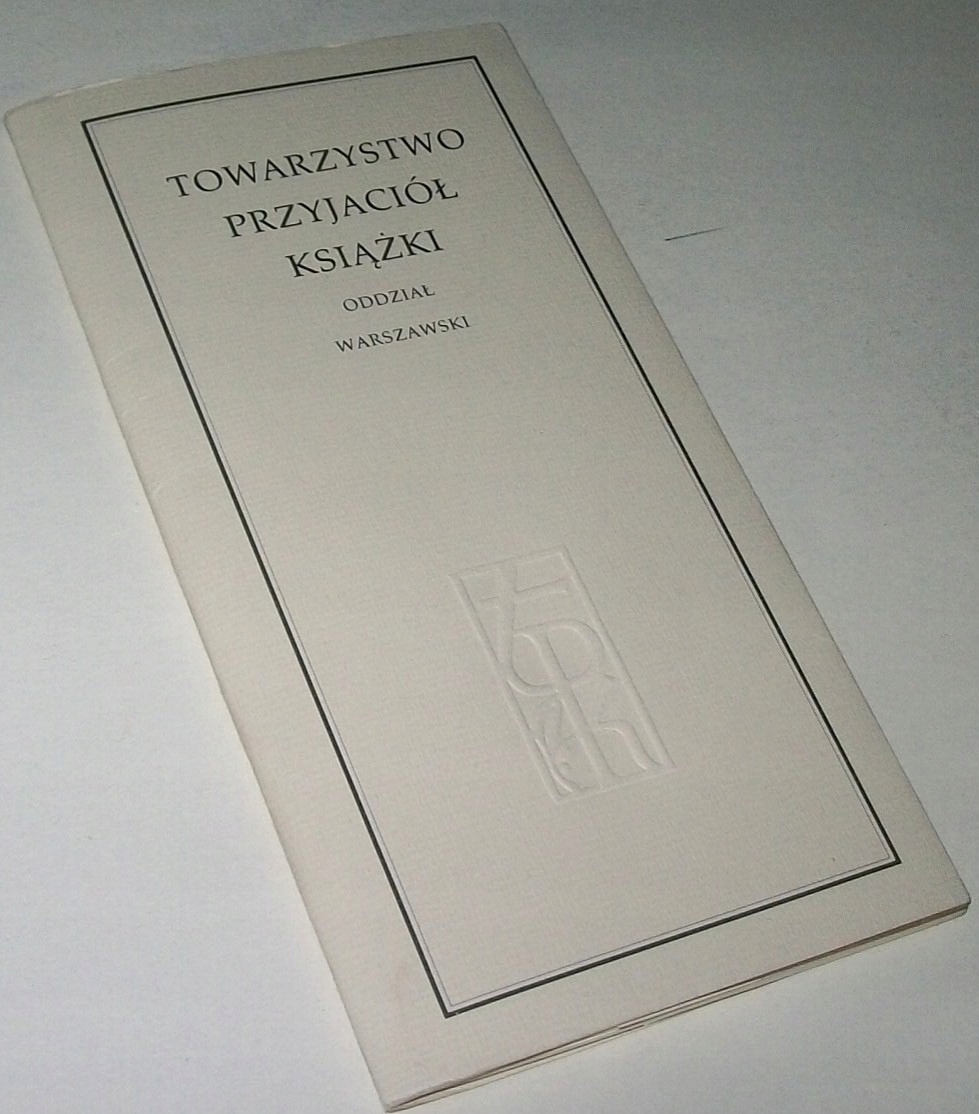 TOWARZYSTWO
PRZYJACIÓŁ
KSIĄŻKI
ODDZIAŁ
WARSZAWSKI